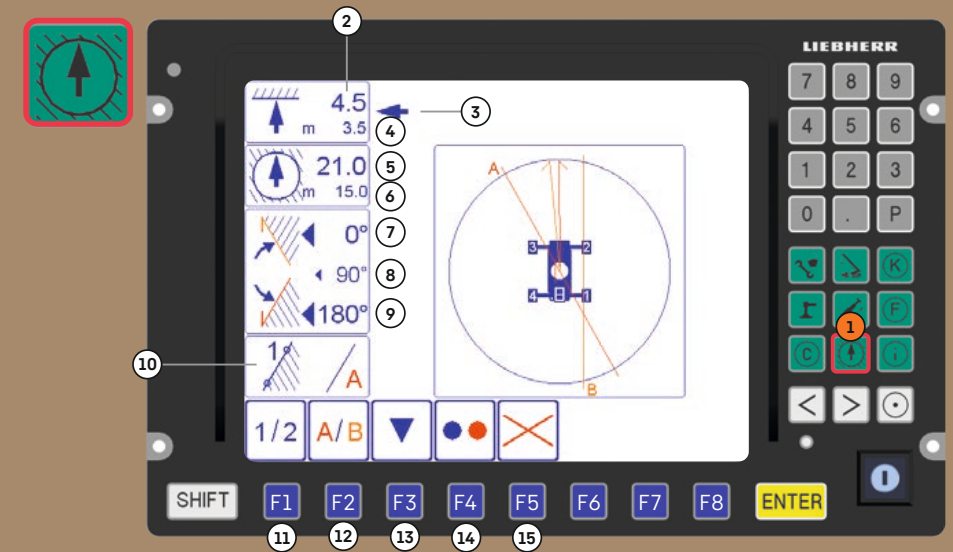 2
LIEBHERR
7 8 9
4.5
3
m 3.5
4
4 5 6
21.0
5
m 15.0
6
A
1 2 3
0°
7
0 . P
3 2
90°
8
K
180°
9
4 1
F
1
10
1
A
C i
B
< >
1/2 A/B
SHIFT F1 F2 F3 F4 F5 F6 F7 F8 ENTER
11 12 13 14 15